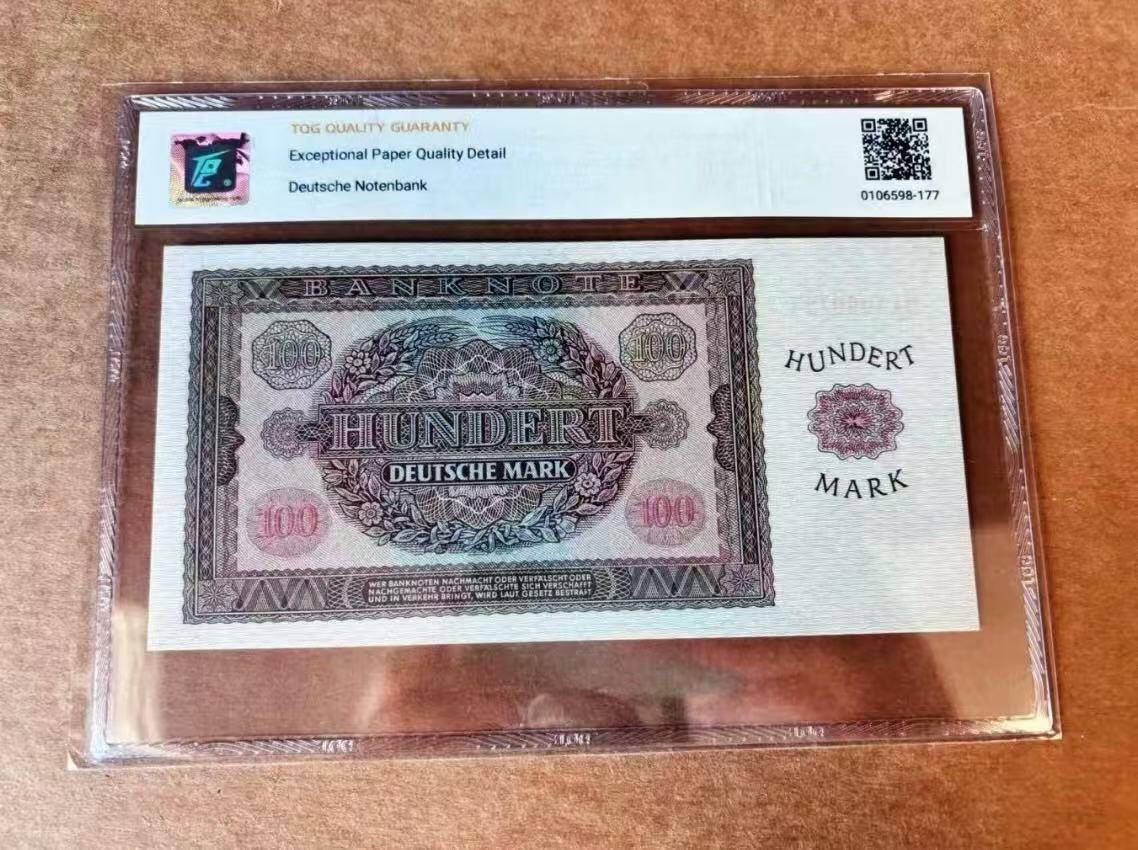 TQG QUALITY GUARANTY
Exceptional Paper Quality Detail
Deutsche Notenbank
0106598-177
BANKNOTE
100 100
HUNDERT
DEUTSCHE MARK
100 100
WER BANKNOTEN NACHMACHT ODER VERFÄLSCHT ODER
NACHGEMACHTE ODER VERFÄLSCHTE SICH VERSCHAFFT
UND IN VERKEHR BRINGT, WIRD LAUT GESETZ BESTRAFT
HUNDERT
MARK